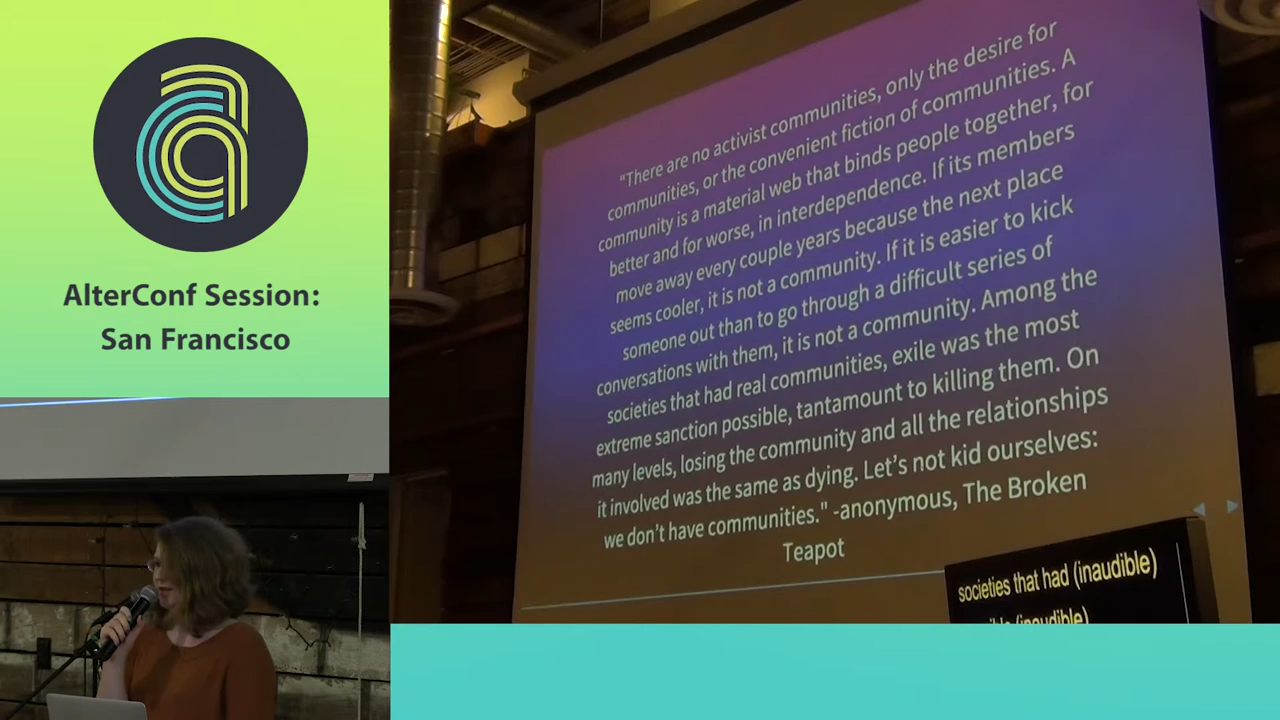 AlterConf Session:
San Francisco
"There are no activist communities, only the desire for
communities, or the convenient fiction of communities. A
community is a material web that binds people together, for
better and for worse, in interdependence. If its members
move away every couple years because the next place
seems cooler, it is not a community. If it is easier to kick
someone out than to go through a difficult series of
conversations with them, it is not a community. Among the
societies that had real communities, exile was the most
extreme sanction possible, tantamount to killing them. On
many levels, losing the community and all the relationships
it involved was the same as dying. Let's not kid ourselves:
we don't have communities." -anonymous, The Broken
Teapot
societies that had (inaudible)
(inaudible)